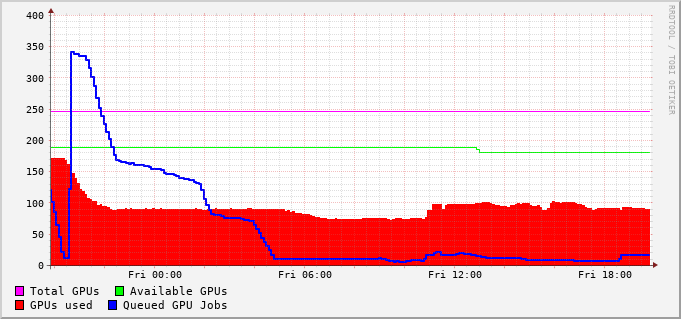 400
350
300
250
200
150
100
50
0
Fri 00:00 Fri 06:00 Fri 12:00 Fri 18:00
Total GPUs Available GPUs
GPUs used Queued GPU Jobs
RRDTOOL / TOBI OETIKER